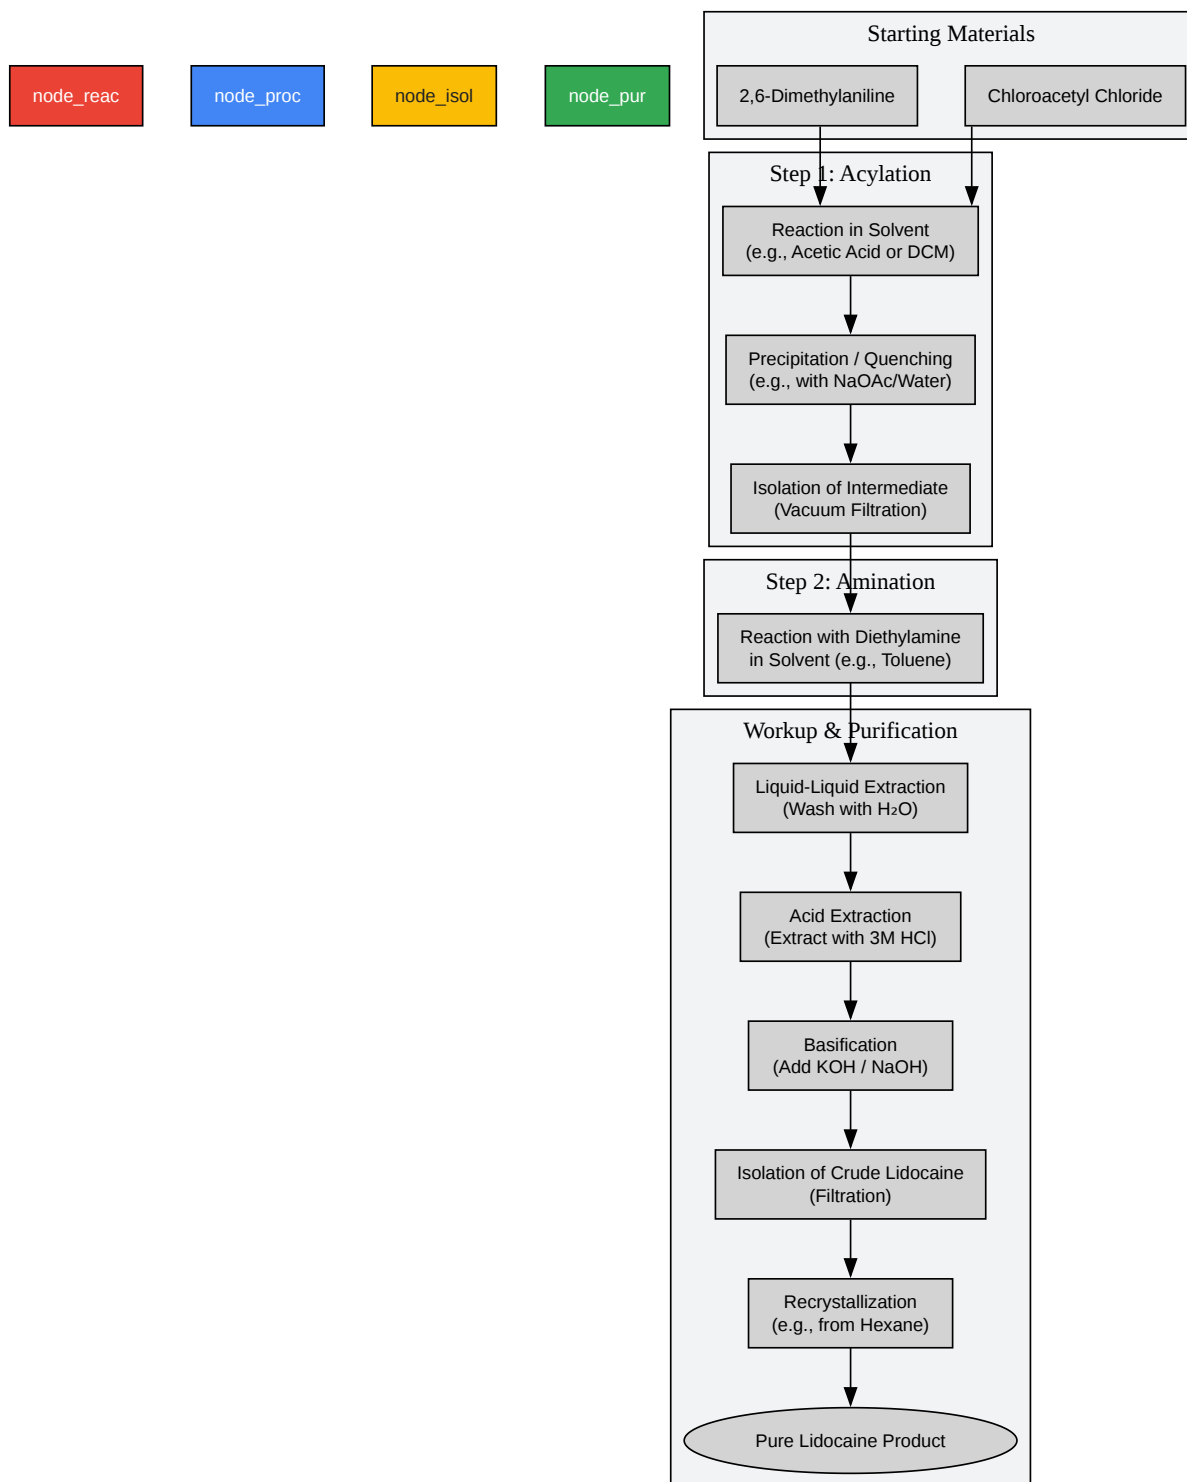 Starting Materials
node_reac
node_proc
node_isol
node_pur
2,6-Dimethylaniline
Chloroacetyl Chloride
Step 1: Acylation
Reaction in Solvent
(e.g., Acetic Acid or DCM)
Precipitation / Quenching
(e.g., with NaOAc/Water)
Isolation of Intermediate
(Vacuum Filtration)
Step 2: Amination
Reaction with Diethylamine
in Solvent (e.g., Toluene)
Workup & Purification
Liquid-Liquid Extraction
(Wash with H₂O)
Acid Extraction
(Extract with 3M HCl)
Basification
(Add KOH / NaOH)
Isolation of Crude Lidocaine
(Filtration)
Recrystallization
(e.g., from Hexane)
Pure Lidocaine Product